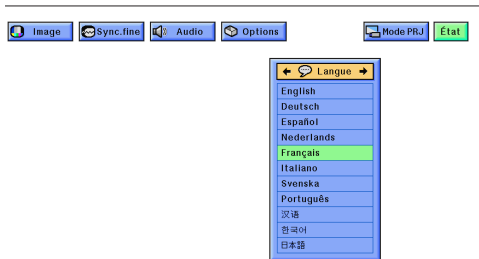 Image Sync.fine Audio Options Mode PRJ État
Langue
English
Deutsch
Español
Nederlands
Français
Italiano
Svenska
Português
汉语
한국어
日本語